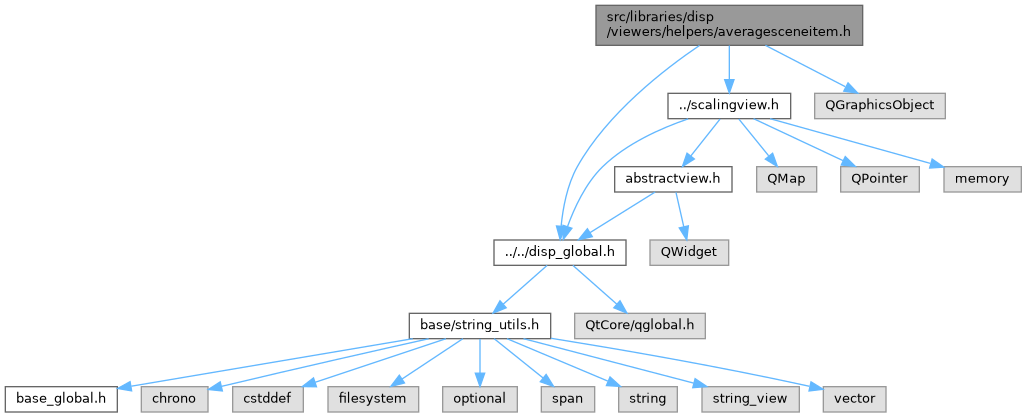 src/libraries/disp
/viewers/helpers/averagesceneitem.h
../scalingview.h
QGraphicsObject
abstractview.h
QMap
QPointer
memory
../../disp_global.h
QWidget
base/string_utils.h
QtCore/qglobal.h
base_global.h
chrono
cstddef
filesystem
optional
span
string
string_view
vector